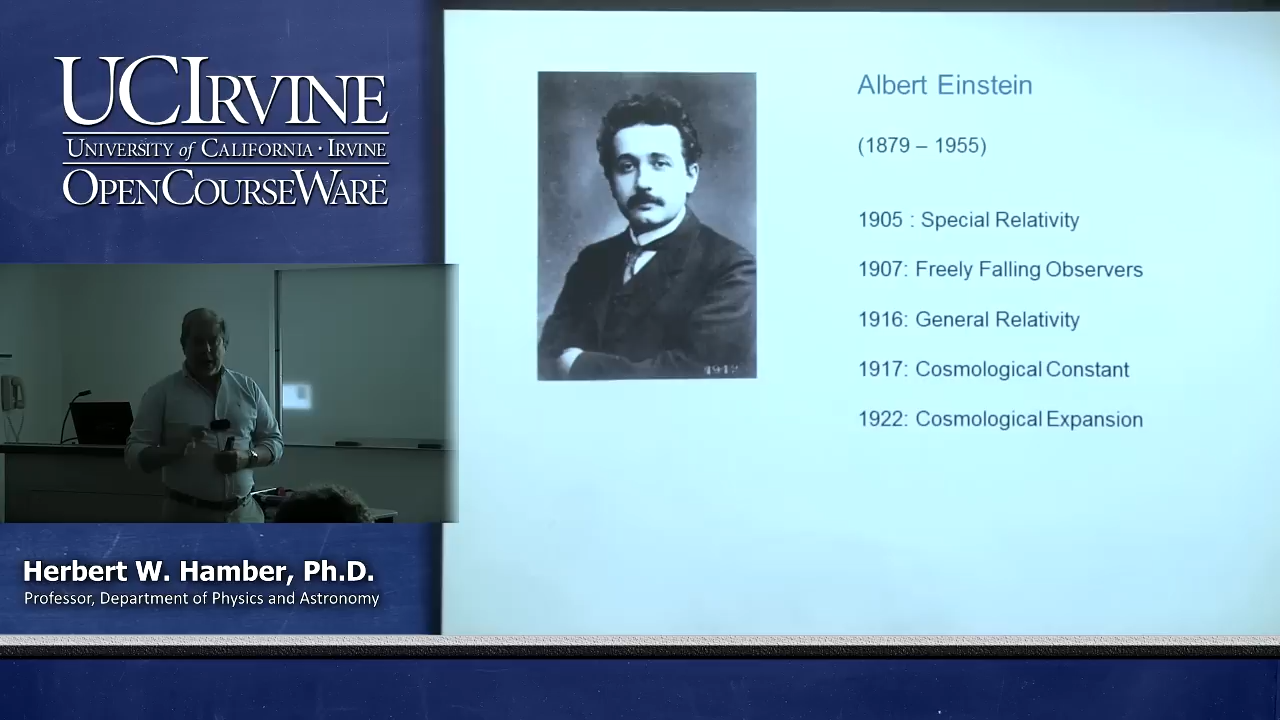 UCIRVINE
UNIVERSITY of CALIFORNIA · IRVINE
OPENCOURSEWARE
Albert Einstein
(1879 – 1955)
1905 : Special Relativity
1907: Freely Falling Observers
1916: General Relativity
1917: Cosmological Constant
1922: Cosmological Expansion
1912
Herbert W. Hamber, Ph.D.
Professor, Department of Physics and Astronomy